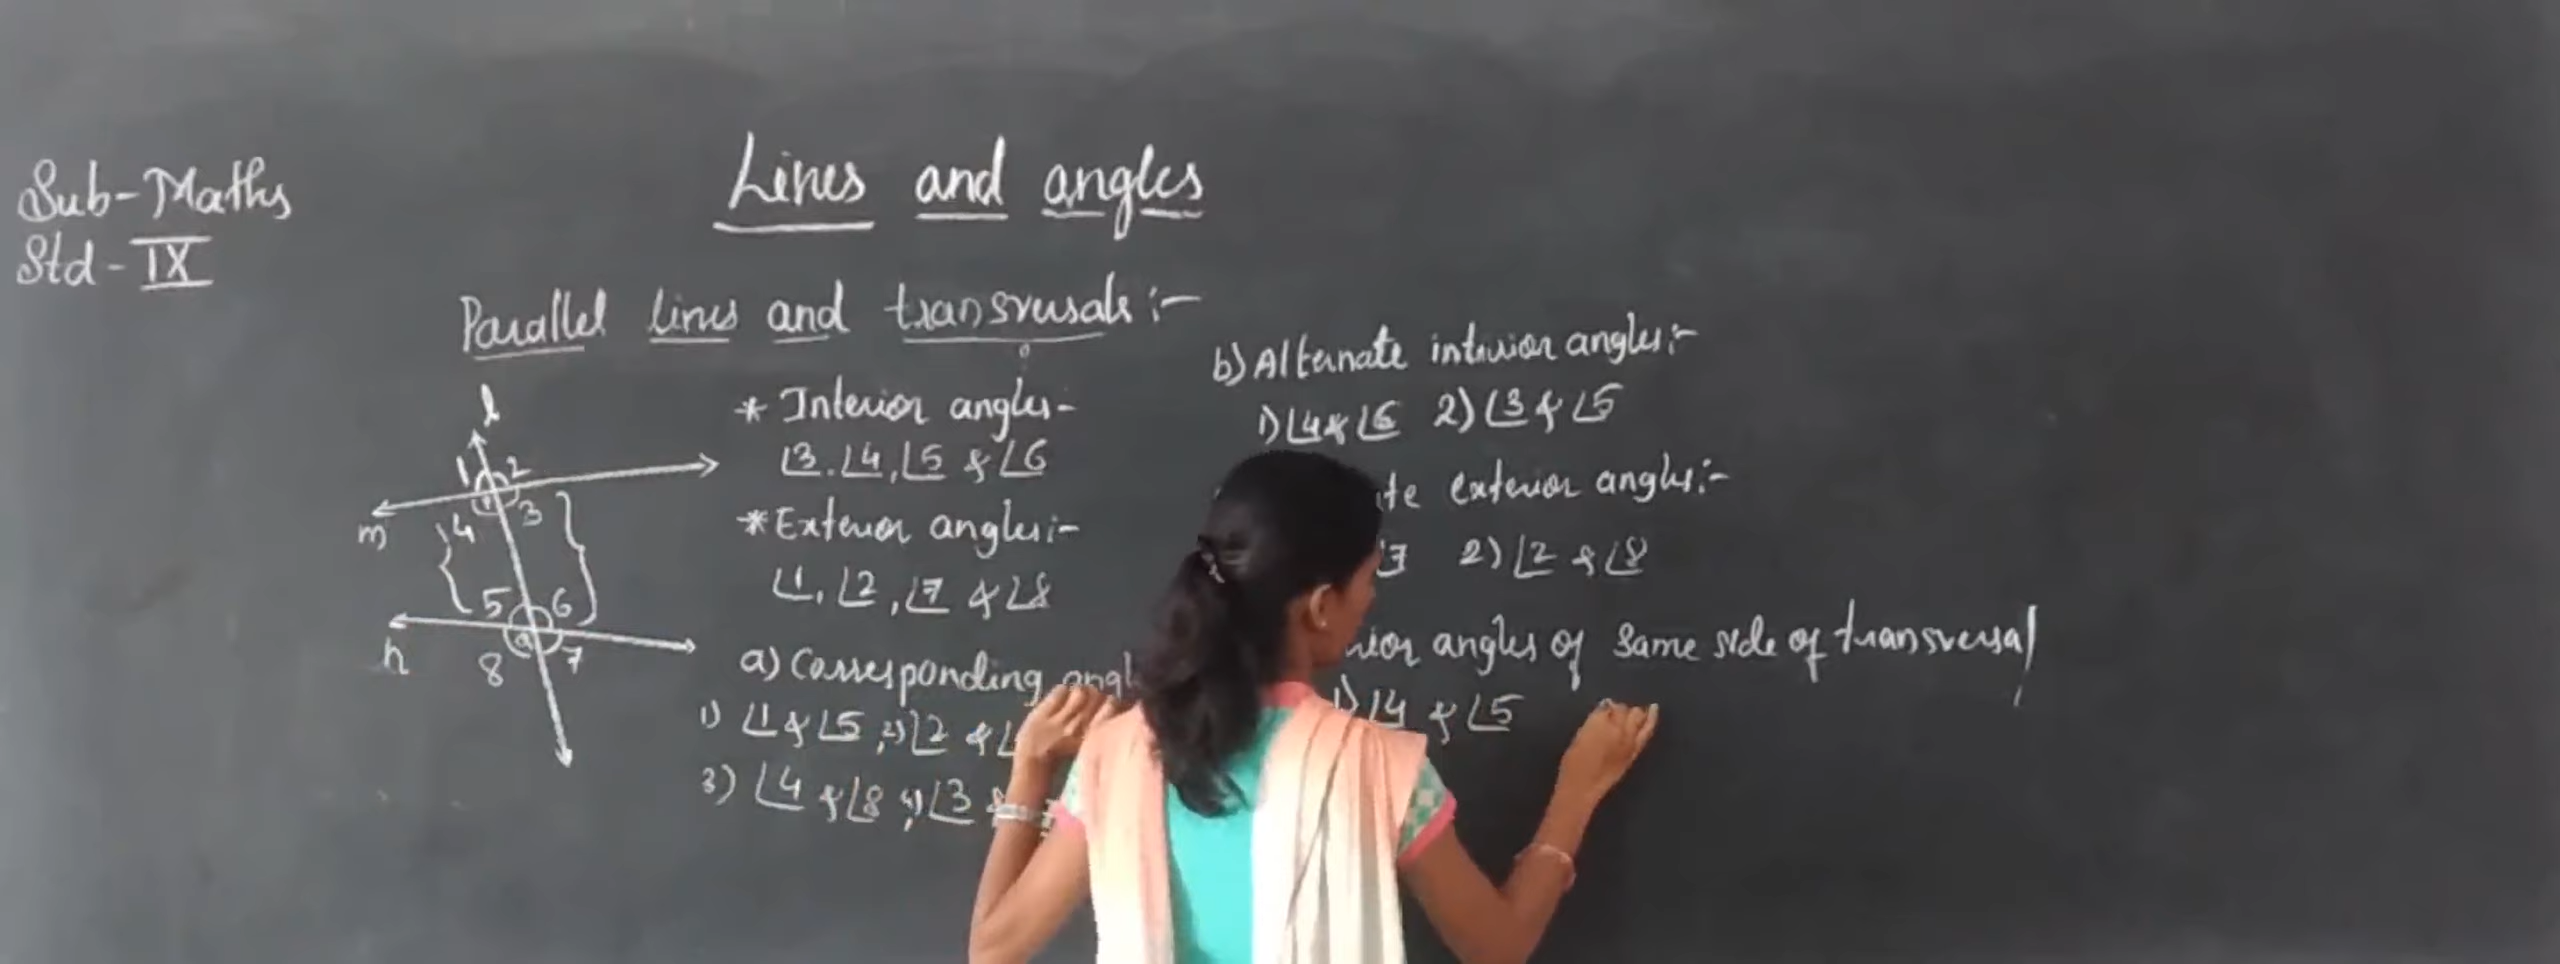 Sub-Maths
Std-IX
Lines and angles
Parallel lines and transversals:-
l
1 2
4 3
m
5 6
n
8 7
* Interior angles-
∠3. ∠4, ∠5 & ∠6
* Exterior angles:-
∠1, ∠2, ∠7 & ∠8
a) Corresponding
1) ∠1 & ∠5, 2) ∠2 &
3) ∠4 & ∠8, 4) ∠3
b) Alternate interior angles:-
1) ∠4 & ∠6 2) ∠3 & ∠5
exterior angles:-
2) ∠2 & ∠8
angles of same side of transversal
1) ∠4 & ∠5